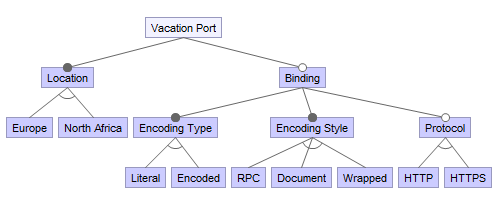 Vacation Port
Location
Binding
Europe
North Africa
Encoding Type
Encoding Style
Protocol
Literal
Encoded
RPC
Document
Wrapped
HTTP
HTTPS